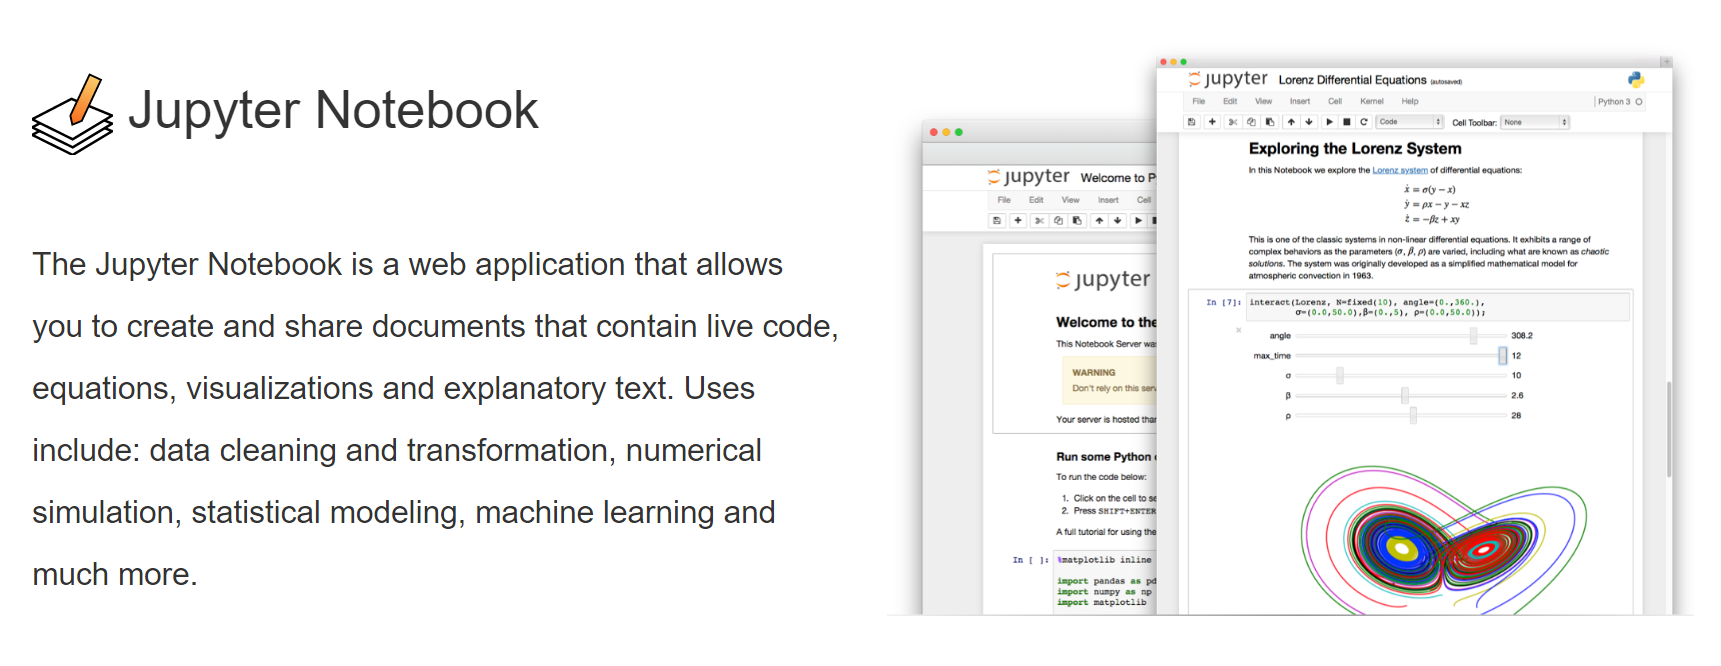 Jupyter Notebook
The Jupyter Notebook is a web application that allows
you to create and share documents that contain live code,
equations, visualizations and explanatory text. Uses
include: data cleaning and transformation, numerical
simulation, statistical modeling, machine learning and
much more.
jupyter Welcome to P
File Edit View Insert Cell
jupyter
Welcome to the
This Notebook Server was
WARNING
Don't rely on this serv
Your server is hosted than
Run some Python
To run the code below:
1. Click on the cell to se
2. Press SHIFT+ENTER
A full tutorial for using the
In [ ]: %matplotlib inline
import pandas as pd
import numpy as np
import matplotlib
jupyter Lorenz Differential Equations (autosaved)
File Edit View Insert Cell Kernel Help Python 3
Code Cell Toolbar: None
Exploring the Lorenz System
In this Notebook we explore the Lorenz system of differential equations:
ẋ = σ(y − x)
ẏ = ρx − y − xz
ż = −βz + xy
This is one of the classic systems in non-linear differential equations. It exhibits a range of
complex behaviors as the parameters (σ, β, ρ) are varied, including what are known as chaotic
solutions. The system was originally developed as a simplified mathematical model for
atmospheric convection in 1963.
In [7]: interact(Lorenz, N=fixed(10), angle=(0.,360.),
σ=(0.0,50.0),β=(0.,5), ρ=(0.0,50.0));
angle 308.2
max_time 12
σ 10
β 2.6
ρ 28